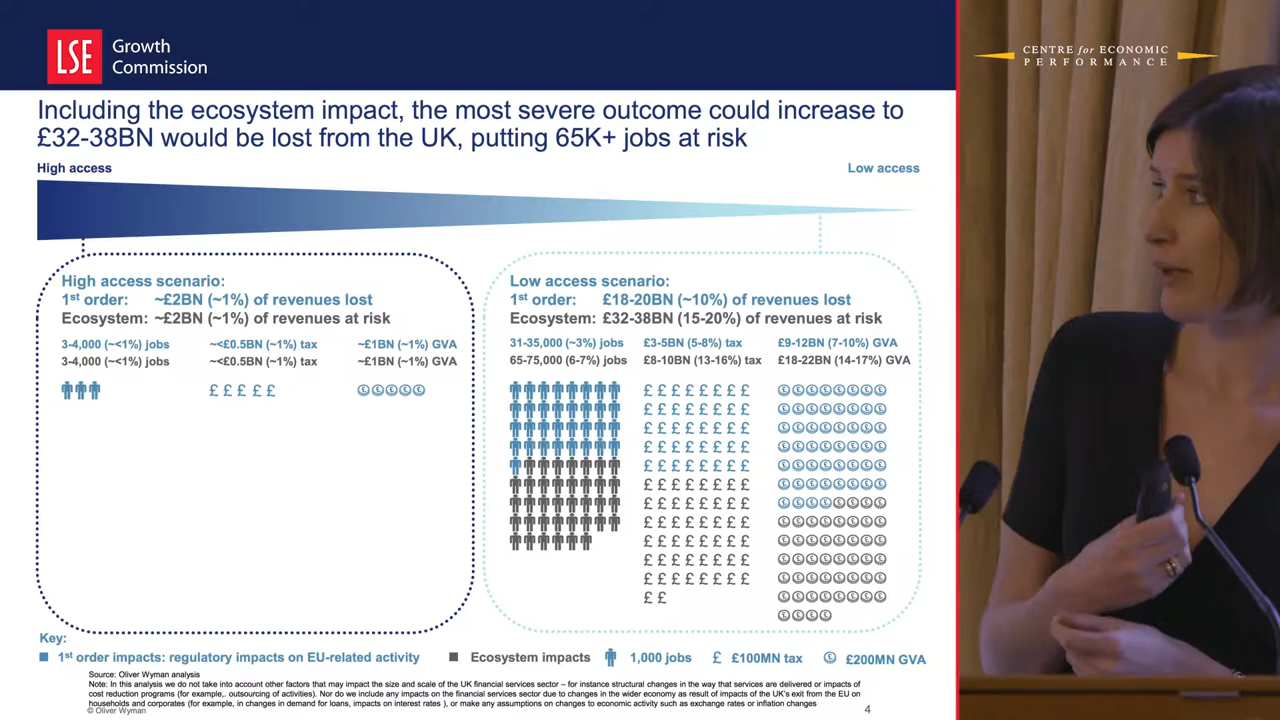 LSE
Growth
Commission
CENTRE for ECONOMIC
PERFORMANCE
Including the ecosystem impact, the most severe outcome could increase to
£32-38BN would be lost from the UK, putting 65K+ jobs at risk
High access
Low access
High access scenario:
1st order: ~£2BN (~1%) of revenues lost
Ecosystem: ~£2BN (~1%) of revenues at risk
3-4,000 (~<1%) jobs ~<£0.5BN (~1%) tax ~£1BN (~1%) GVA
3-4,000 (~<1%) jobs ~<£0.5BN (~1%) tax ~£1BN (~1%) GVA
Low access scenario:
1st order: £18-20BN (~10%) of revenues lost
Ecosystem: £32-38BN (15-20%) of revenues at risk
31-35,000 (~3%) jobs £3-5BN (5-8%) tax £9-12BN (7-10%) GVA
65-75,000 (6-7%) jobs £8-10BN (13-16%) tax £18-22BN (14-17%) GVA
Key:
1st order impacts: regulatory impacts on EU-related activity Ecosystem impacts 1,000 jobs £ £100MN tax £ £200MN GVA
Source: Oliver Wyman analysis
Note: In this analysis we do not take into account other factors that may impact the size and scale of the UK financial services sector – for instance structural changes in the way that services are delivered or impacts of
cost reduction programs (for example,. outsourcing of activities). Nor do we include any impacts on the financial services sector due to changes in the wider economy as result of impacts of the UK's exit from the EU on
households and corporates (for example, in changes in demand for loans, impacts on interest rates ), or make any assumptions on changes to economic activity such as exchange rates or inflation changes
© Oliver Wyman
4